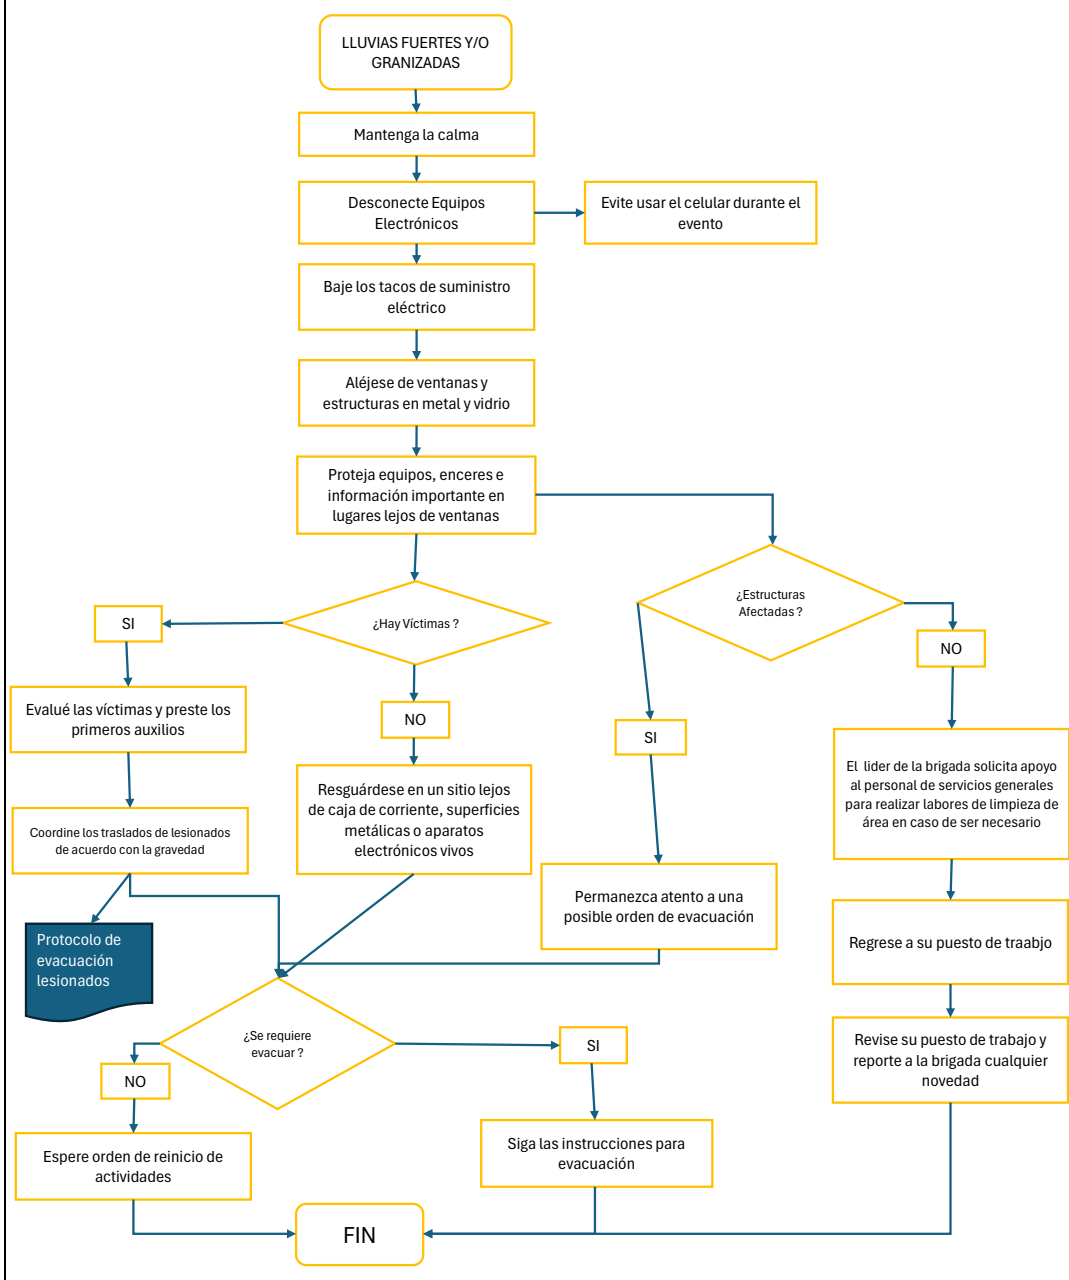 LLUVIAS FUERTES Y/O
GRANIZADAS
Mantenga la calma
Desconecte Equipos
Electrónicos
Evite usar el celular durante el
evento
Baje los tacos de suministro
eléctrico
Aléjese de ventanas y
estructuras en metal y vidrio
Proteja equipos, enceres e
información importante en
lugares lejos de ventanas
¿Hay Víctimas ?
¿Estructuras
Afectadas ?
SI
NO
NO
SI
Evalué las víctimas y preste los
primeros auxilios
Resguárdese en un sitio lejos
de caja de corriente, superficies
metálicas o aparatos
electrónicos vivos
El lider de la brigada solicita apoyo
al personal de servicios generales
para realizar labores de limpieza de
área en caso de ser necesario
Coordine los traslados de lesionados
de acuerdo con la gravedad
Permanezca atento a una
posible orden de evacuación
Protocolo de
evacuación
lesionados
Regrese a su puesto de traabjo
¿Se requiere
evacuar ?
SI
NO
Revise su puesto de trabajo y
reporte a la brigada cualquier
novedad
Espere orden de reinicio de
actividades
Siga las instrucciones para
evacuación
FIN